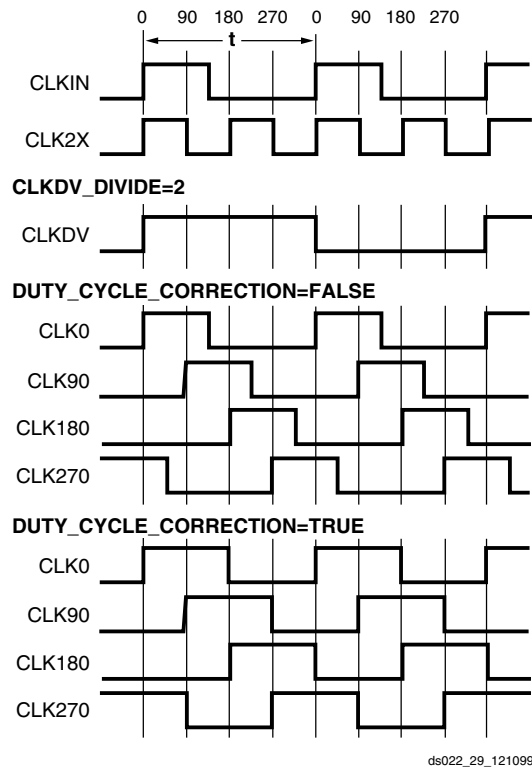 0 90 180 270 0 90 180 270
t
CLKIN
CLK2X
CLKDV_DIVIDE=2
CLKDV
DUTY_CYCLE_CORRECTION=FALSE
CLK0
CLK90
CLK180
CLK270
DUTY_CYCLE_CORRECTION=TRUE
CLK0
CLK90
CLK180
CLK270
ds022_29_121099